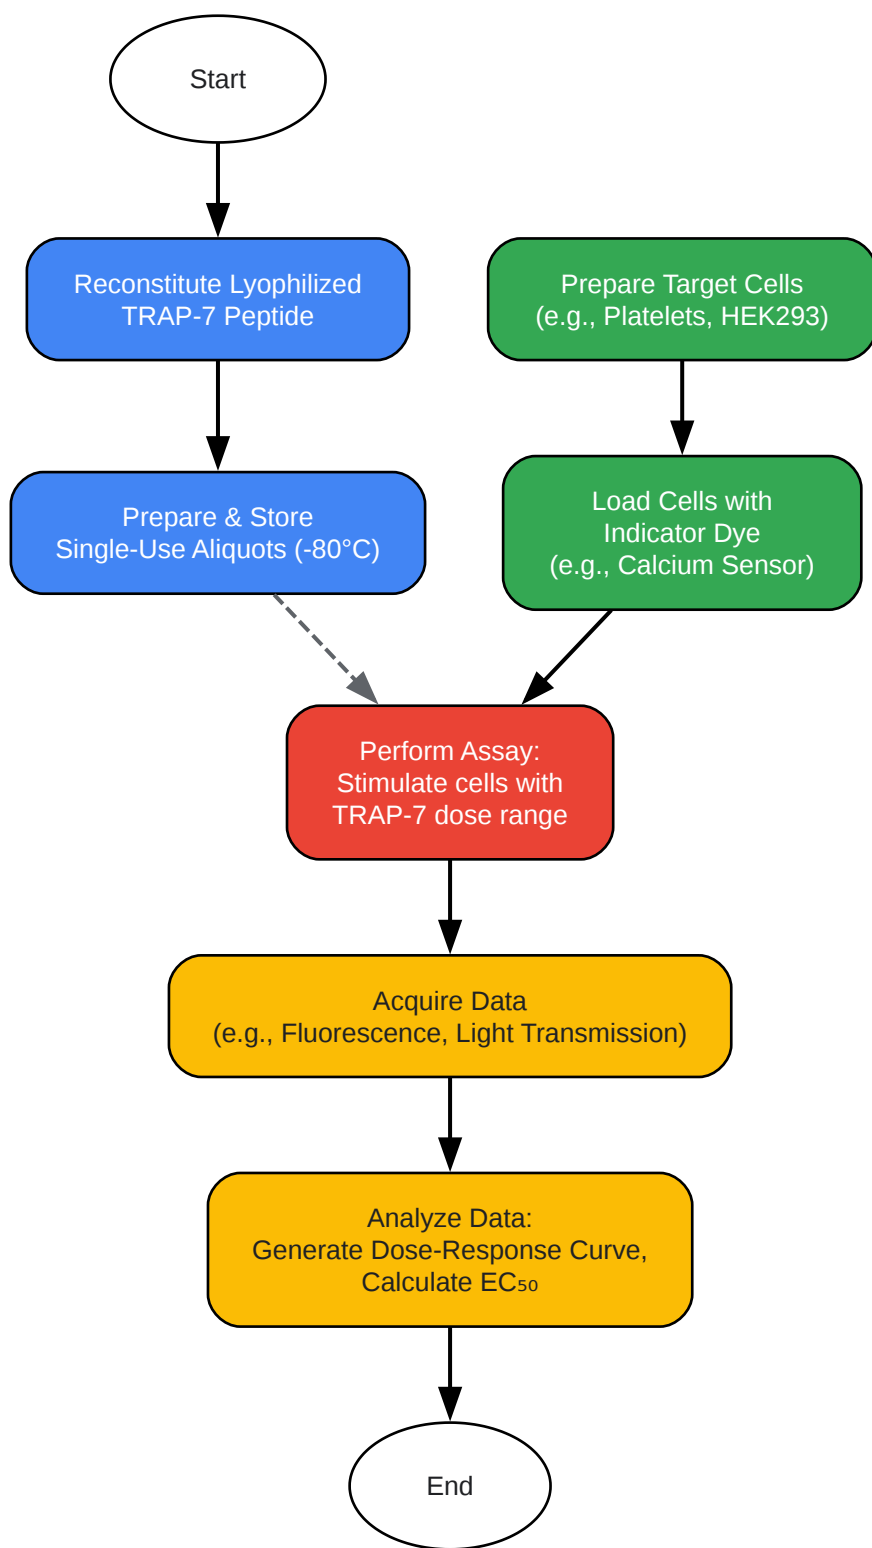 Start
Reconstitute Lyophilized
TRAP-7 Peptide
Prepare Target Cells
(e.g., Platelets, HEK293)
Prepare & Store
Single-Use Aliquots (-80°C)
Load Cells with
Indicator Dye
(e.g., Calcium Sensor)
Perform Assay:
Stimulate cells with
TRAP-7 dose range
Acquire Data
(e.g., Fluorescence, Light Transmission)
Analyze Data:
Generate Dose-Response Curve,
Calculate EC₅₀
End